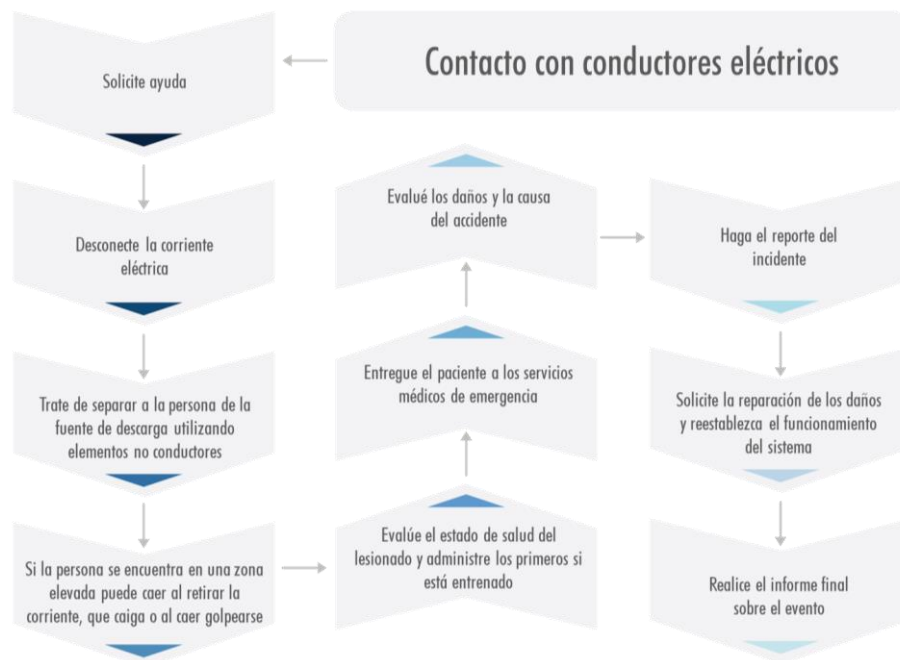 Contacto con conductores eléctricos
Solicite ayuda
Desconecte la corriente
eléctrica
Trate de separar a la persona de la
fuente de descarga utilizando
elementos no conductores
Si la persona se encuentra en una zona
elevada puede caer al retirar la
corriente, que caiga o al caer golpearse
Evalúe el estado de salud del
lesionado y administre los primeros si
está entrenado
Entregue el paciente a los servicios
médicos de emergencia
Evalué los daños y la causa
del accidente
Haga el reporte del
incidente
Solicite la reparación de los daños
y reestablezca el funcionamiento
del sistema
Realice el informe final
sobre el evento